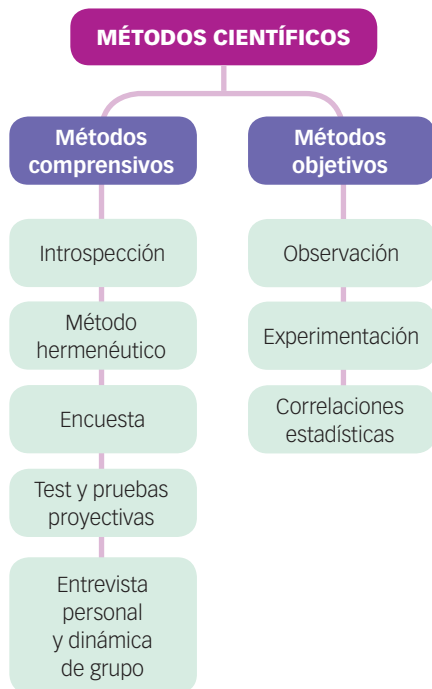 MÉTODOS CIENTÍFICOS
Métodos
comprensivos
Introspección
Método
hermenéutico
Encuesta
Test y pruebas
proyectivas
Entrevista
personal
y dinámica
de grupo
Métodos
objetivos
Observación
Experimentación
Correlaciones
estadísticas